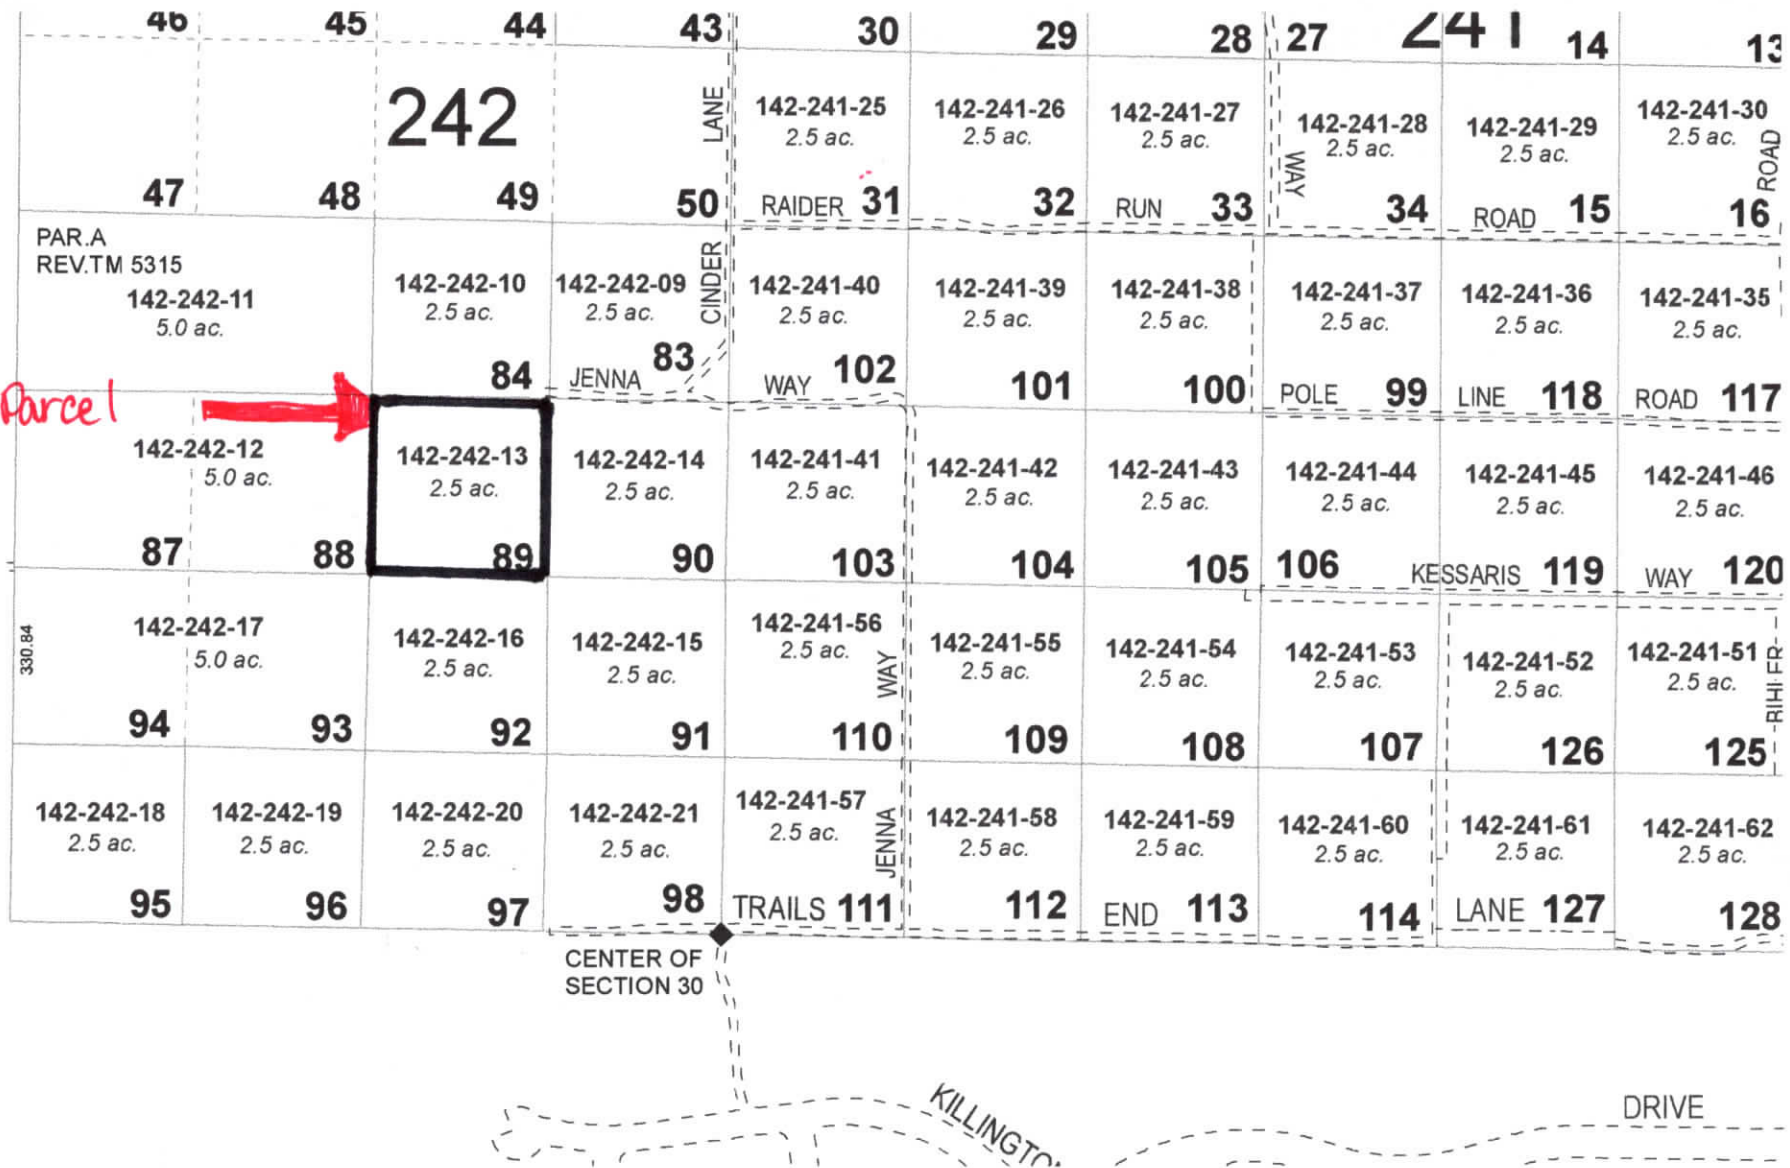 46 45 44 43 30 29 28 27 241 14 13
242
LANE
142-241-25 142-241-26 142-241-27 142-241-28 142-241-29 142-241-30
2.5 ac. 2.5 ac. 2.5 ac. 2.5 ac. 2.5 ac. 2.5 ac.
WAY ROAD
47 48 49 50 RAIDER 31 32 RUN 33 34 ROAD 15 16
PAR.A
REV.TM 5315
CINDER
142-242-11 142-242-10 142-242-09 142-241-40 142-241-39 142-241-38 142-241-37 142-241-36 142-241-35
5.0 ac. 2.5 ac. 2.5 ac. 2.5 ac. 2.5 ac. 2.5 ac. 2.5 ac. 2.5 ac. 2.5 ac.
84 JENNA 83 WAY 102 101 100 POLE 99 LINE 118 ROAD 117
Parcel
142-242-12 142-242-13 142-242-14 142-241-41 142-241-42 142-241-43 142-241-44 142-241-45 142-241-46
5.0 ac. 2.5 ac. 2.5 ac. 2.5 ac. 2.5 ac. 2.5 ac. 2.5 ac. 2.5 ac. 2.5 ac.
87 88 89 90 103 104 105 106 KESSARIS 119 WAY 120
330.84
142-242-17 142-242-16 142-242-15 142-241-56 142-241-55 142-241-54 142-241-53 142-241-52 142-241-51
5.0 ac. 2.5 ac. 2.5 ac. 2.5 ac. 2.5 ac. 2.5 ac. 2.5 ac. 2.5 ac. 2.5 ac.
WAY
94 93 92 91 110 109 108 107 126 125
142-242-18 142-242-19 142-242-20 142-242-21 142-241-57 142-241-58 142-241-59 142-241-60 142-241-61 142-241-62
2.5 ac. 2.5 ac. 2.5 ac. 2.5 ac. 2.5 ac. 2.5 ac. 2.5 ac. 2.5 ac. 2.5 ac. 2.5 ac.
JENNA
95 96 97 98 TRAILS 111 112 END 113 114 LANE 127 128
CENTER OF
SECTION 30
KILLINGTON
DRIVE